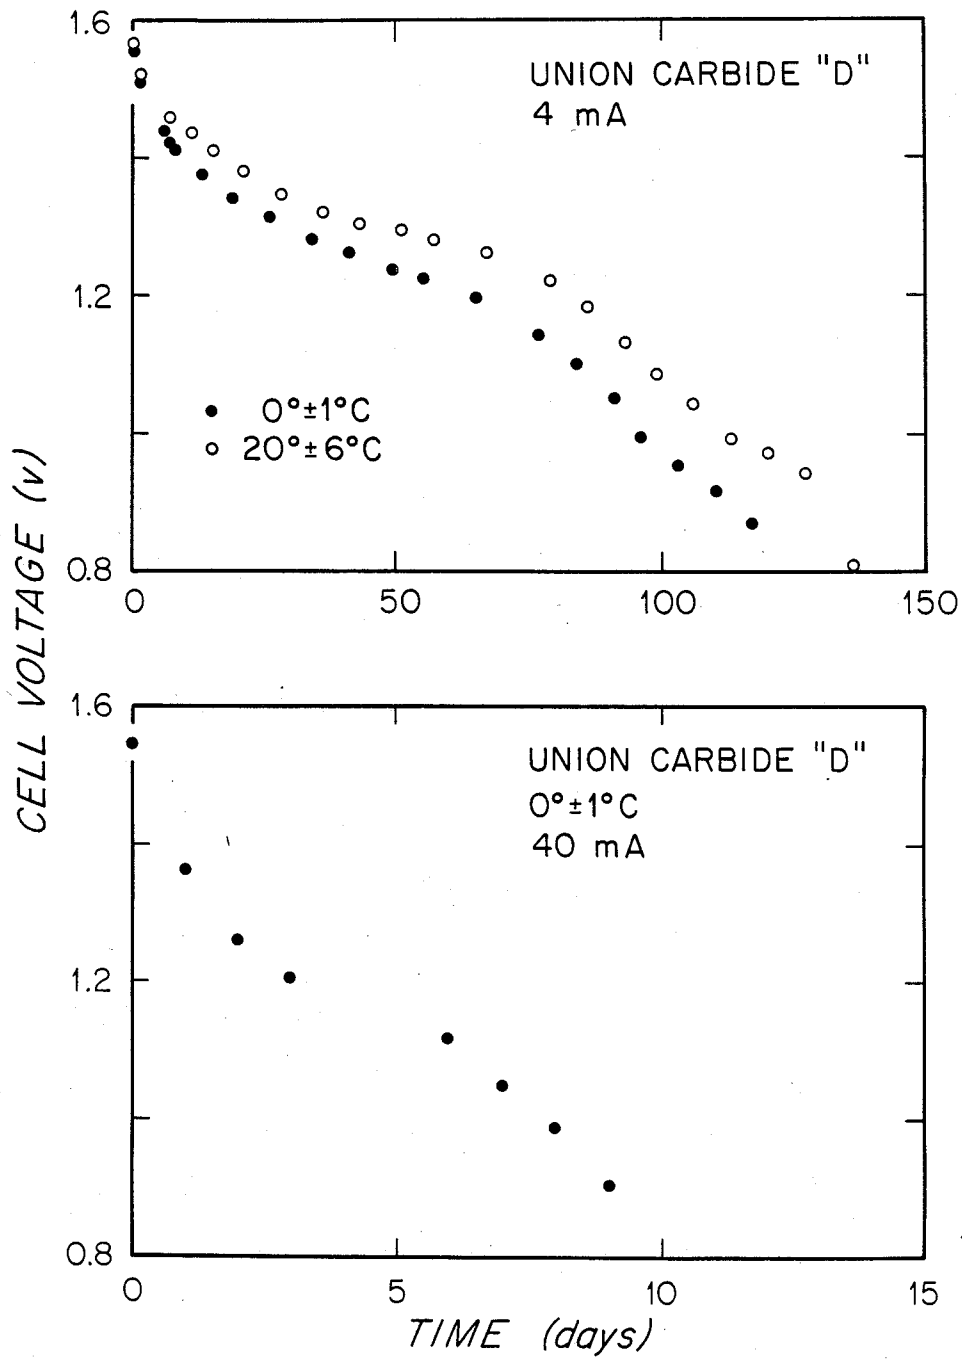 1.6
UNION CARBIDE "D"
4 mA
1.2
● 0°±1°C
○ 20°±6°C
0.8
0 50 100 150
CELL VOLTAGE (v)
1.6
UNION CARBIDE "D"
0°±1°C
40 mA
1.2
0.8
0 5 10 15
TIME (days)